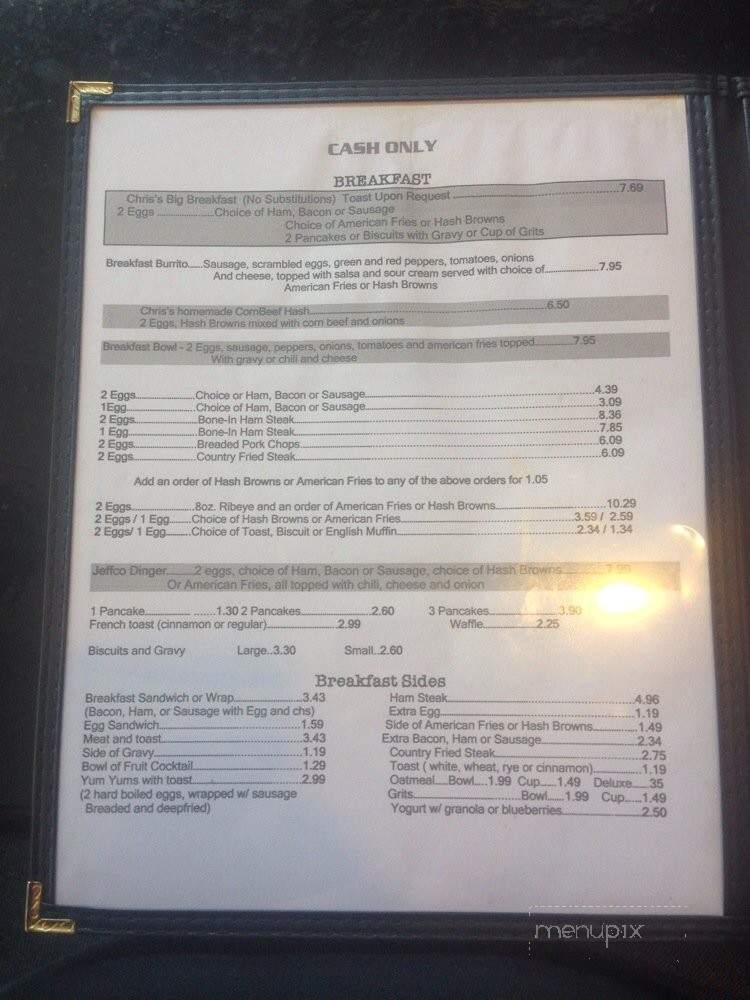 CASH ONLY
BREAKFAST
Chris's Big Breakfast (No Substitutions) Toast Upon Request ..........7.69
2 Eggs ..........Choice of Ham, Bacon or Sausage
Choice of American Fries or Hash Browns
2 Pancakes or Biscuits with Gravy or Cup of Grits
Breakfast Burrito.....Sausage, scrambled eggs, green and red peppers, tomatoes, onions
And cheese, topped with salsa and sour cream served with choice of..........7.95
American Fries or Hash Browns
Chris's homemade CornBeef Hash..........6.50
2 Eggs, Hash Browns mixed with corn beef and onions
Breakfast Bowl - 2 Eggs, sausage, peppers, onions, tomatoes and american fries topped..........7.95
With gravy or chili and cheese
2 Eggs..........Choice or Ham, Bacon or Sausage..........4.39
1Egg..........Choice of Ham, Bacon or Sausage..........3.09
2 Eggs..........Bone-In Ham Steak..........8.36
1 Egg..........Bone-In Ham Steak..........7.85
2 Eggs..........Breaded Pork Chops..........6.09
2 Eggs..........Country Fried Steak..........6.09
Add an order of Hash Browns or American Fries to any of the above orders for 1.05
2 Eggs..........8oz. Ribeye and an order of American Fries or Hash Browns..........10.29
2 Eggs / 1 Egg.......Choice of Hash Browns or American Fries..........3.59 / 2.59
2 Eggs/ 1 Egg.......Choice of Toast, Biscuit or English Muffin..........2.34 / 1.34
Jeffco Dinger..........2 eggs, choice of Ham, Bacon or Sausage, choice of Hash Browns..........
Or American Fries, all topped with chili, cheese and onion
1 Pancake.......... .......1.30 2 Pancakes..........2.60 3 Pancakes..........3.90
French toast (cinnamon or regular)..........2.99 Waffle..........2.25
Biscuits and Gravy Large..3.30 Small..2.60
Breakfast Sides
Breakfast Sandwich or Wrap..........3.43
(Bacon, Ham, or Sausage with Egg and chs)
Egg Sandwich..........1.59
Meat and toast..........3.43
Side of Gravy..........1.19
Bowl of Fruit Cocktail..........1.29
Yum Yums with toast..........2.99
(2 hard boiled eggs, wrapped w/ sausage
Breaded and deepfried)
Ham Steak..........4.96
Extra Egg..........1.19
Side of American Fries or Hash Browns..........1.49
Extra Bacon, Ham or Sausage..........2.34
Country Fried Steak..........2.75
Toast ( white, wheat, rye or cinnamon)..........1.19
Oatmeal....Bowl....1.99 Cup.....1.49 Deluxe.....35
Grits..........Bowl.....1.99 Cup.....1.49
Yogurt w/ granola or blueberries..........2.50
menupix